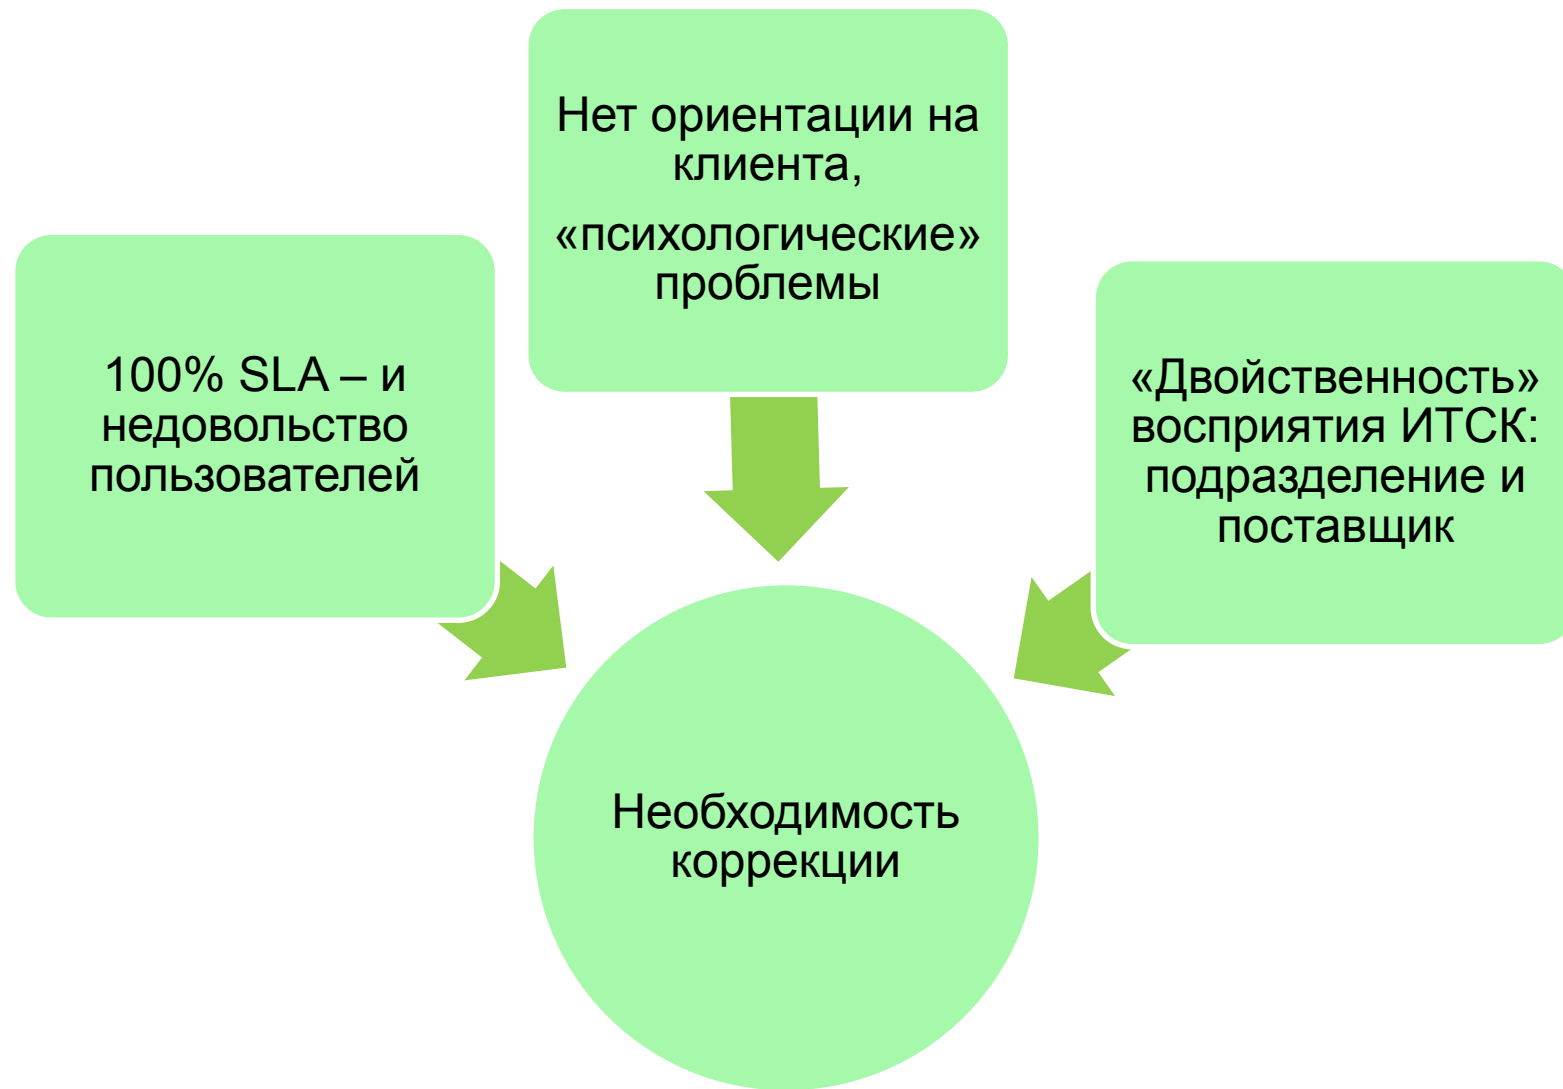 Нет ориентации на
клиента,
«психологические»
проблемы
100% SLA – и
недовольство
пользователей
«Двойственность»
восприятия ИТСК:
подразделение и
поставщик
Необходимость
коррекции